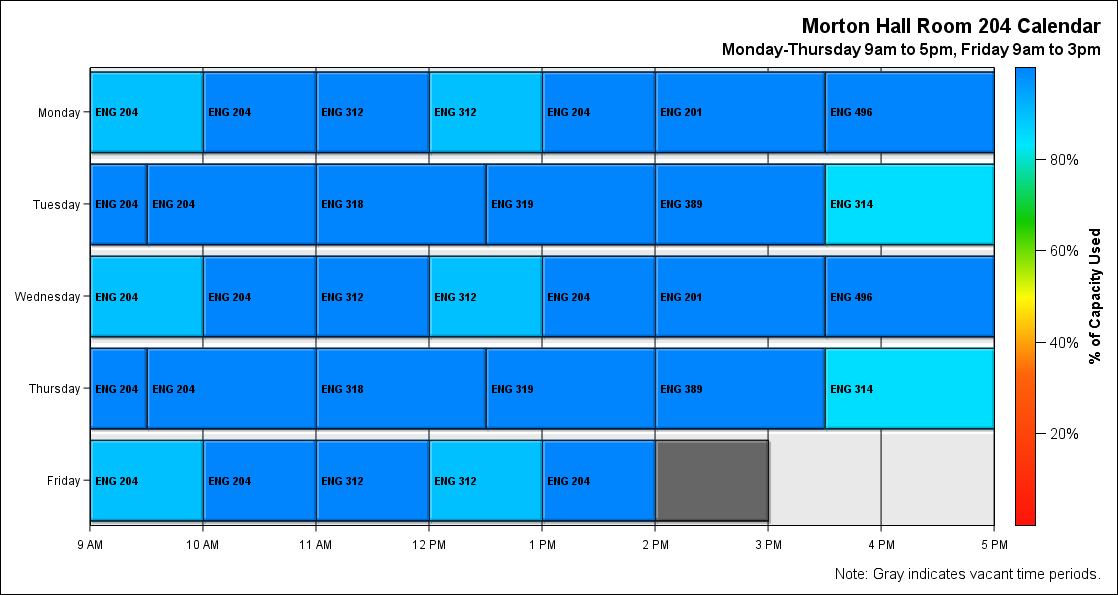 Morton Hall Room 204 Calendar
Monday-Thursday 9am to 5pm, Friday 9am to 3pm
Monday ENG 204 ENG 204 ENG 312 ENG 312 ENG 204 ENG 201 ENG 496
Tuesday ENG 204 ENG 204 ENG 318 ENG 319 ENG 389 ENG 314
Wednesday ENG 204 ENG 204 ENG 312 ENG 312 ENG 204 ENG 201 ENG 496
Thursday ENG 204 ENG 204 ENG 318 ENG 319 ENG 389 ENG 314
Friday ENG 204 ENG 204 ENG 312 ENG 312 ENG 204
9 AM 10 AM 11 AM 12 PM 1 PM 2 PM 3 PM 4 PM 5 PM
80%
60%
40%
20%
% of Capacity Used
Note: Gray indicates vacant time periods.